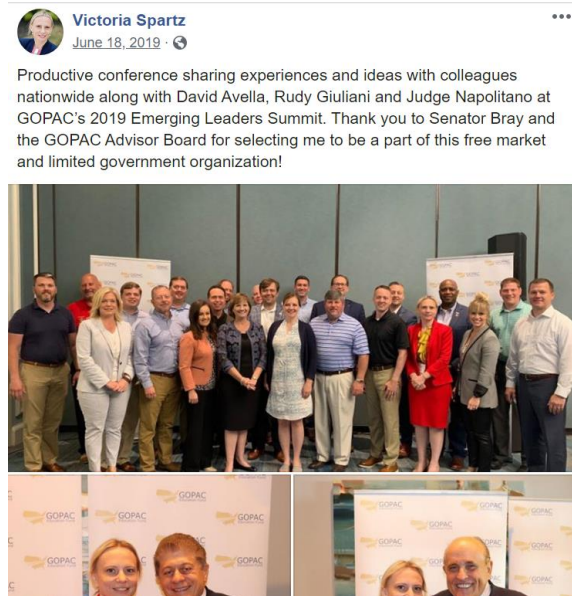 Victoria Spartz
June 18, 2019 ·
Productive conference sharing experiences and ideas with colleagues
nationwide along with David Avella, Rudy Giuliani and Judge Napolitano at
GOPAC's 2019 Emerging Leaders Summit. Thank you to Senator Bray and
the GOPAC Advisor Board for selecting me to be a part of this free market
and limited government organization!
GOPAC
GOPAC
GOPAC
GOPAC
GOPAC
GOPAC
GOPAC
GOPAC
GOPAC
GOPAC
GOPAC
GOPAC